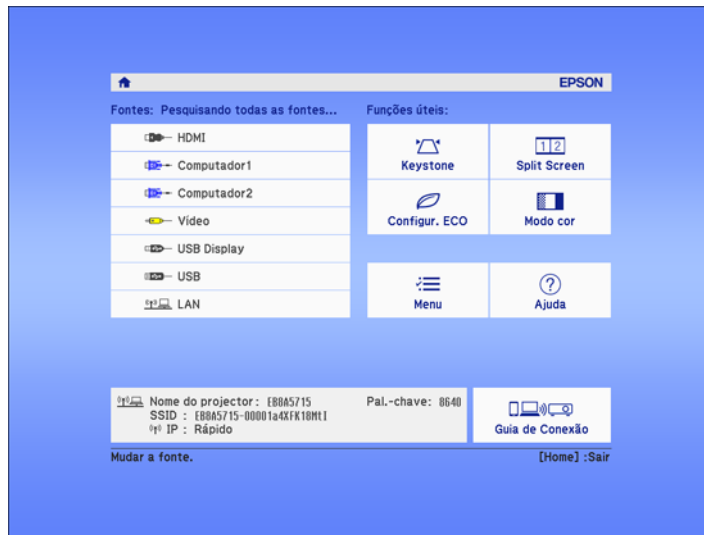 EPSON
Fontes: Pesquisando todas as fontes...
Funções úteis:
HDMI
Computador1
Computador2
Vídeo
USB Display
USB
LAN
Keystone
1 2
Split Screen
Configur. ECO
Modo cor
Menu
?
Ajuda
Nome do projector: EB8A5715
Pal.-chave: 8640
SSID : EB8A5715-00001a4XFK18MtI
IP : Rápido
Guia de Conexão
Mudar a fonte.
[Home] :Sair